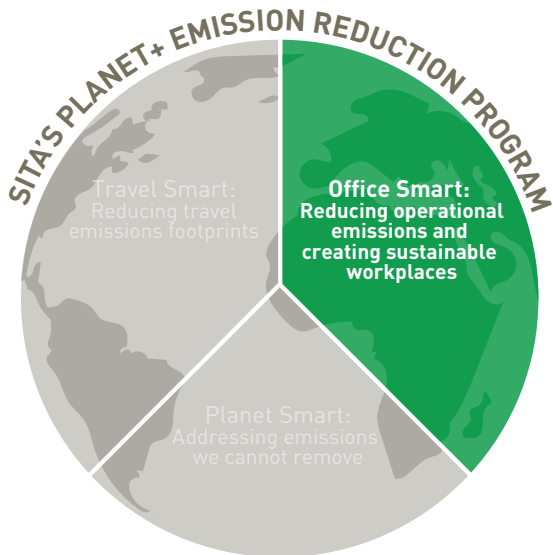 SITA'S PLANET+ EMISSION REDUCTION PROGRAM
Travel Smart:
Reducing travel
emissions footprints
Office Smart:
Reducing operational
emissions and
creating sustainable
workplaces
Planet Smart:
Addressing emissions
we cannot remove